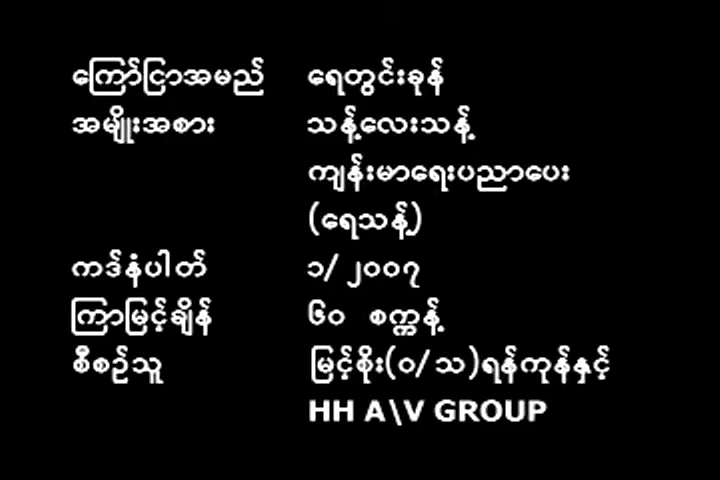 ကြော်ငြာအမည် ရေတွင်းခုန်
အမျိုးအစား သန့်လေးသန့်
ကျန်းမာရေးပညာပေး
(ရေသန့်)
ကဒ်နံပါတ် ၁/၂၀၀၇
ကြာမြင့်ချိန် ၆၀ စက္ကန့်
စီစဉ်သူ မြင့်စိုး(ဝ/သ)ရန်ကုန်နှင့်
HH A\V GROUP